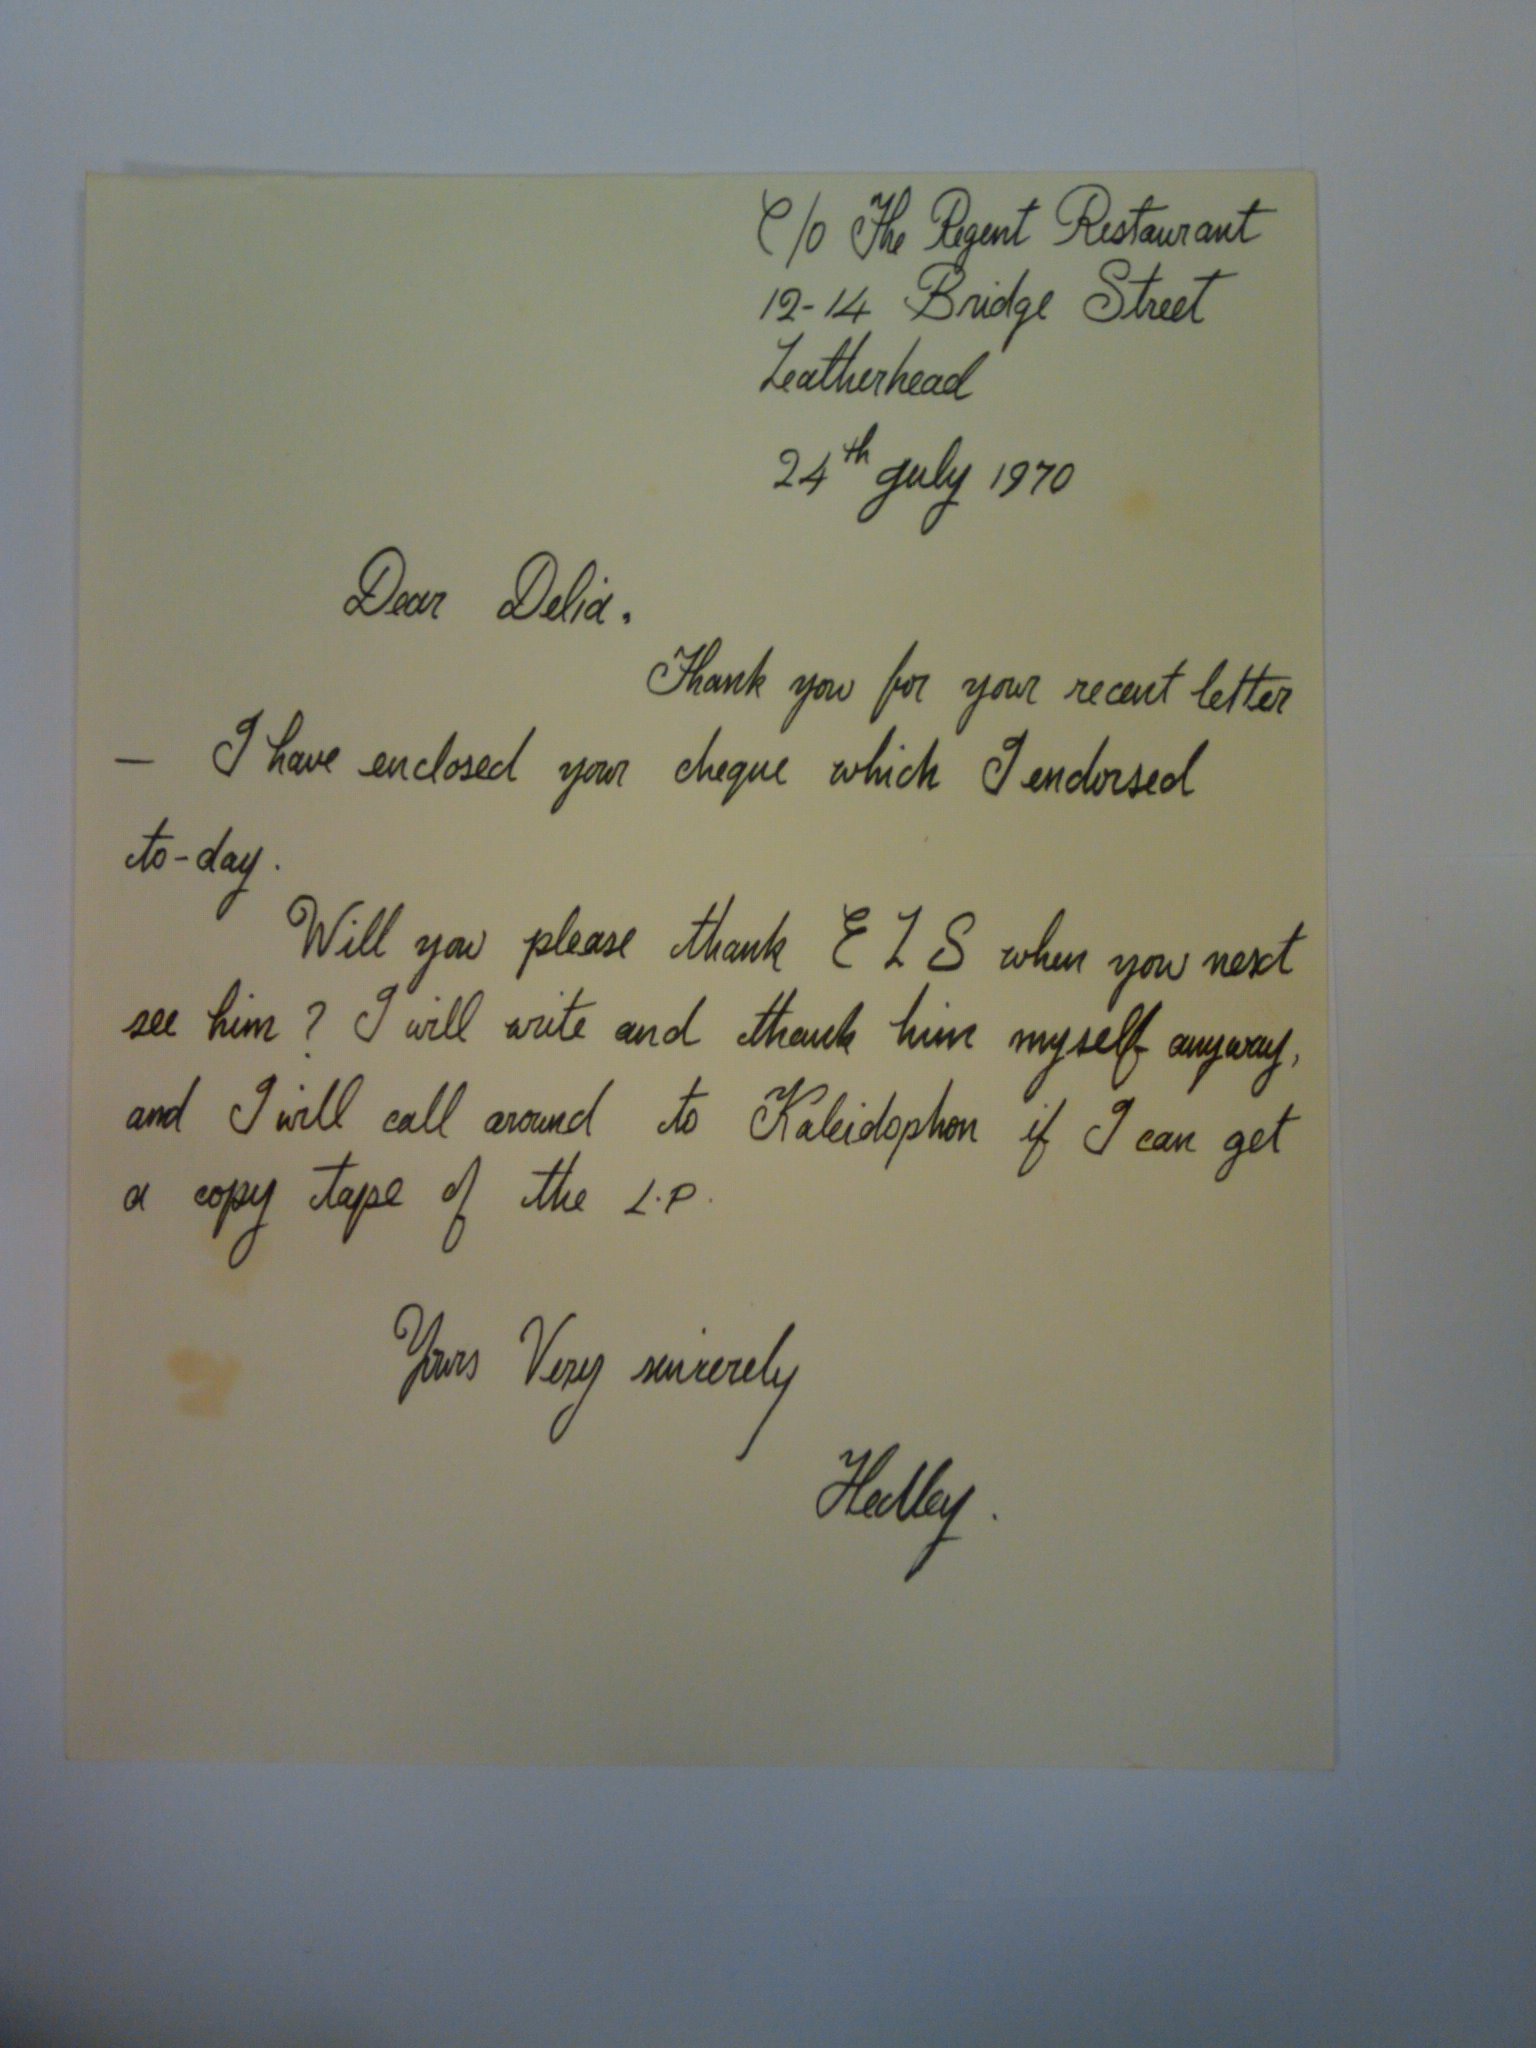 C/o The Regent Restaurant
12-14 Bridge Street
Leatherhead
24th July 1970
Dear Delia.
Thank you for your recent letter
— I have enclosed your cheque which I endorsed
to-day.
Will you please thank E L S when you next
see him? I will write and thank him myself anyway,
and I will call around to Kaleidophon if I can get
a copy tape of the L.P.
Yours Very sincerely
Hedley.